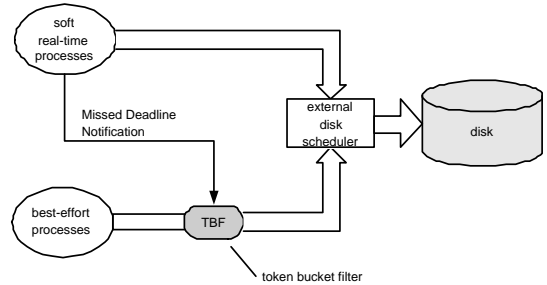 soft
real-time
processes
Missed Deadline
Notification
external
disk
scheduler
disk
best-effort
processes
TBF
token bucket filter